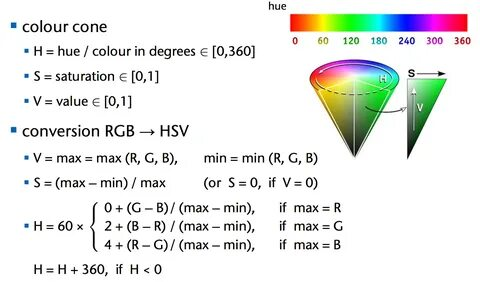 hue
0 60 120 180 240 300 360
▪ colour cone
▪ H = hue / colour in degrees ∈ [0,360]
▪ S = saturation ∈ [0,1]
▪ V = value ∈ [0,1]
H
S
V
▪ conversion RGB → HSV
▪ V = max = max (R, G, B), min = min (R, G, B)
▪ S = (max – min) / max (or S = 0, if V = 0)
0 + (G – B) / (max – min), if max = R
▪ H = 60 × { 2 + (B – R) / (max – min), if max = G
4 + (R – G) / (max – min), if max = B
H = H + 360, if H < 0